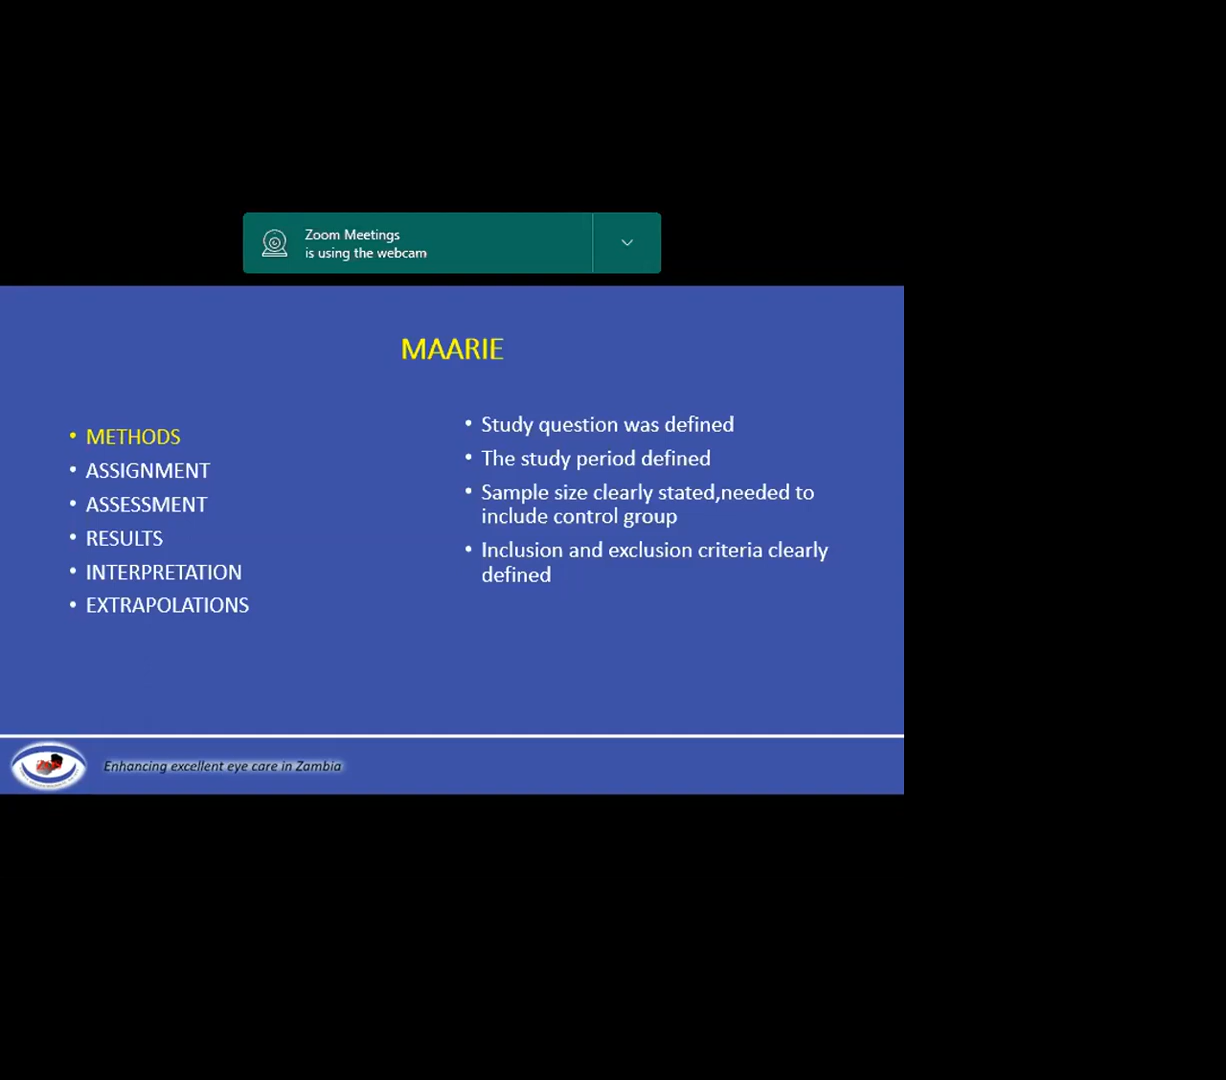 Zoom Meetings
is using the webcam
MAARIE
• METHODS
• ASSIGNMENT
• ASSESSMENT
• RESULTS
• INTERPRETATION
• EXTRAPOLATIONS
• Study question was defined
• The study period defined
• Sample size clearly stated,needed to
include control group
• Inclusion and exclusion criteria clearly
defined
Enhancing excellent eye care in Zambia